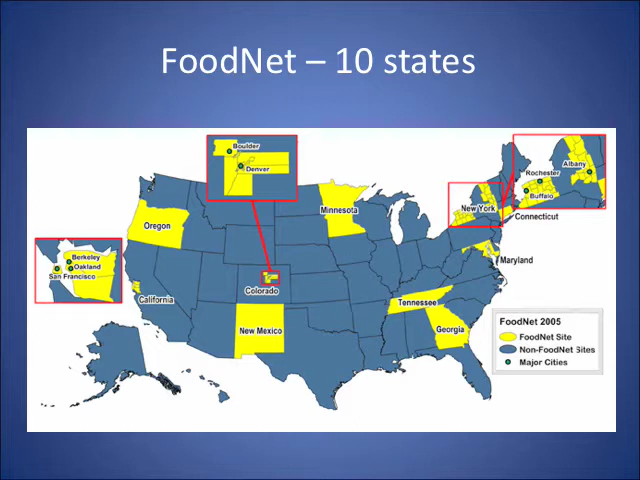 FoodNet – 10 states
Boulder
Denver
Rochester
Albany
Buffalo
Minnesota
New York
Connecticut
Oregon
Maryland
Berkeley
Oakland
San Francisco
California
Colorado
Tennessee
New Mexico
Georgia
FoodNet 2005
FoodNet Site
Non-FoodNet Sites
Major Cities